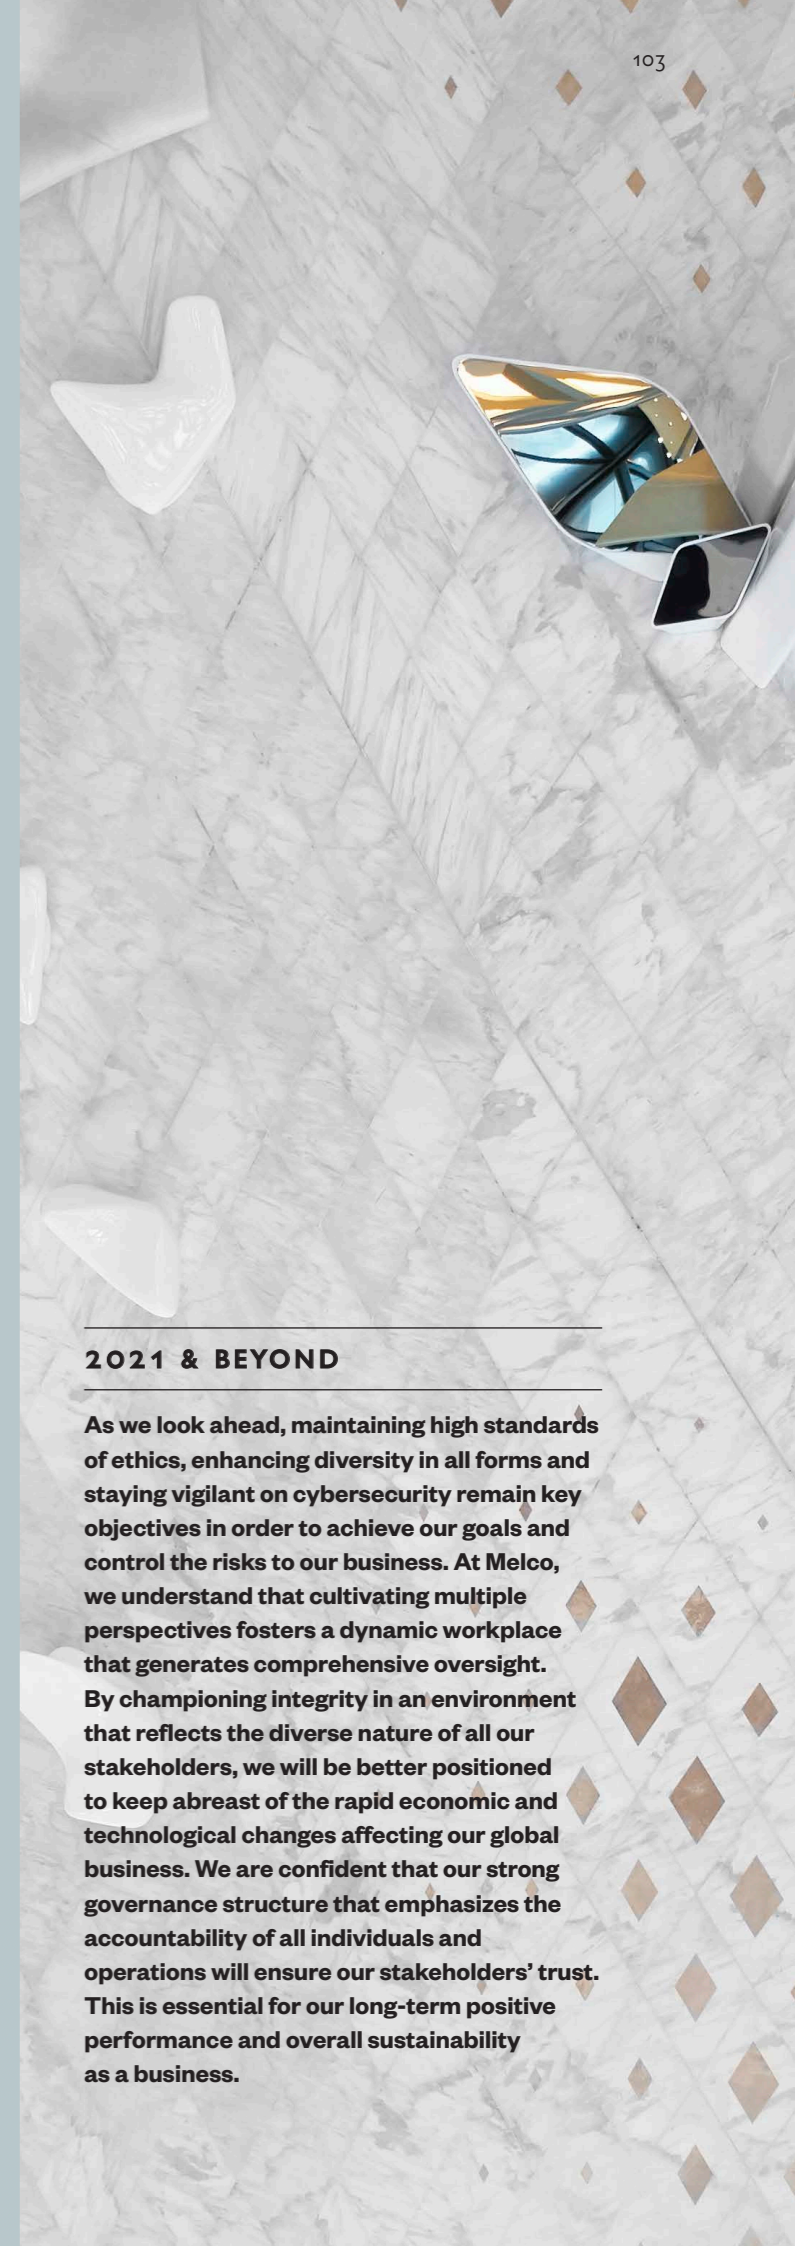 103
2021 & BEYOND
As we look ahead, maintaining high standards
of ethics, enhancing diversity in all forms and
staying vigilant on cybersecurity remain key
objectives in order to achieve our goals and
control the risks to our business. At Melco,
we understand that cultivating multiple
perspectives fosters a dynamic workplace
that generates comprehensive oversight.
By championing integrity in an environment
that reflects the diverse nature of all our
stakeholders, we will be better positioned
to keep abreast of the rapid economic and
technological changes affecting our global
business. We are confident that our strong
governance structure that emphasizes the
accountability of all individuals and
operations will ensure our stakeholders’ trust.
This is essential for our long-term positive
performance and overall sustainability
as a business.